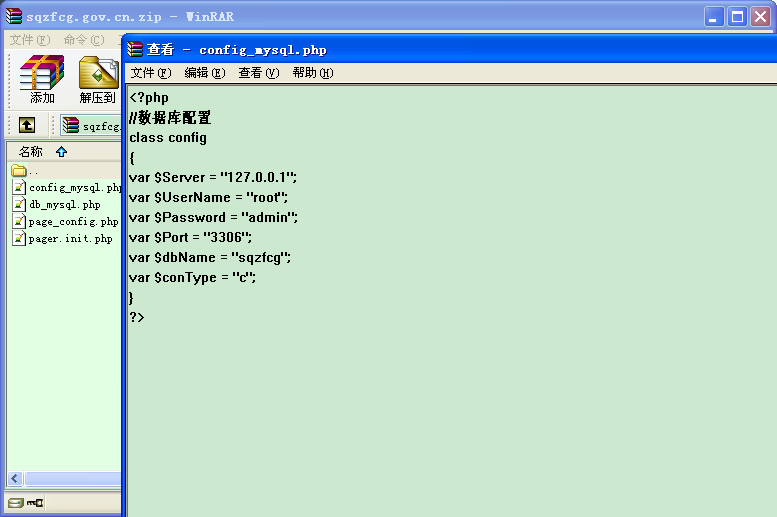 sqzfcg.gov.cn.zip - WinRAR
文件(F) 命令(C)
添加 解压到
sqzfcg.
名称
..
config_mysql.php
db_mysql.php
page_config.php
pager.init.php
查看 - config_mysql.php
文件(F) 编辑(E) 查看(V) 帮助(H)
<?php
//数据库配置
class config
{
var $Server = "127.0.0.1";
var $UserName = "root";
var $Password = "admin";
var $Port = "3306";
var $dbName = "sqzfcg";
var $conType = "c";
}
?>